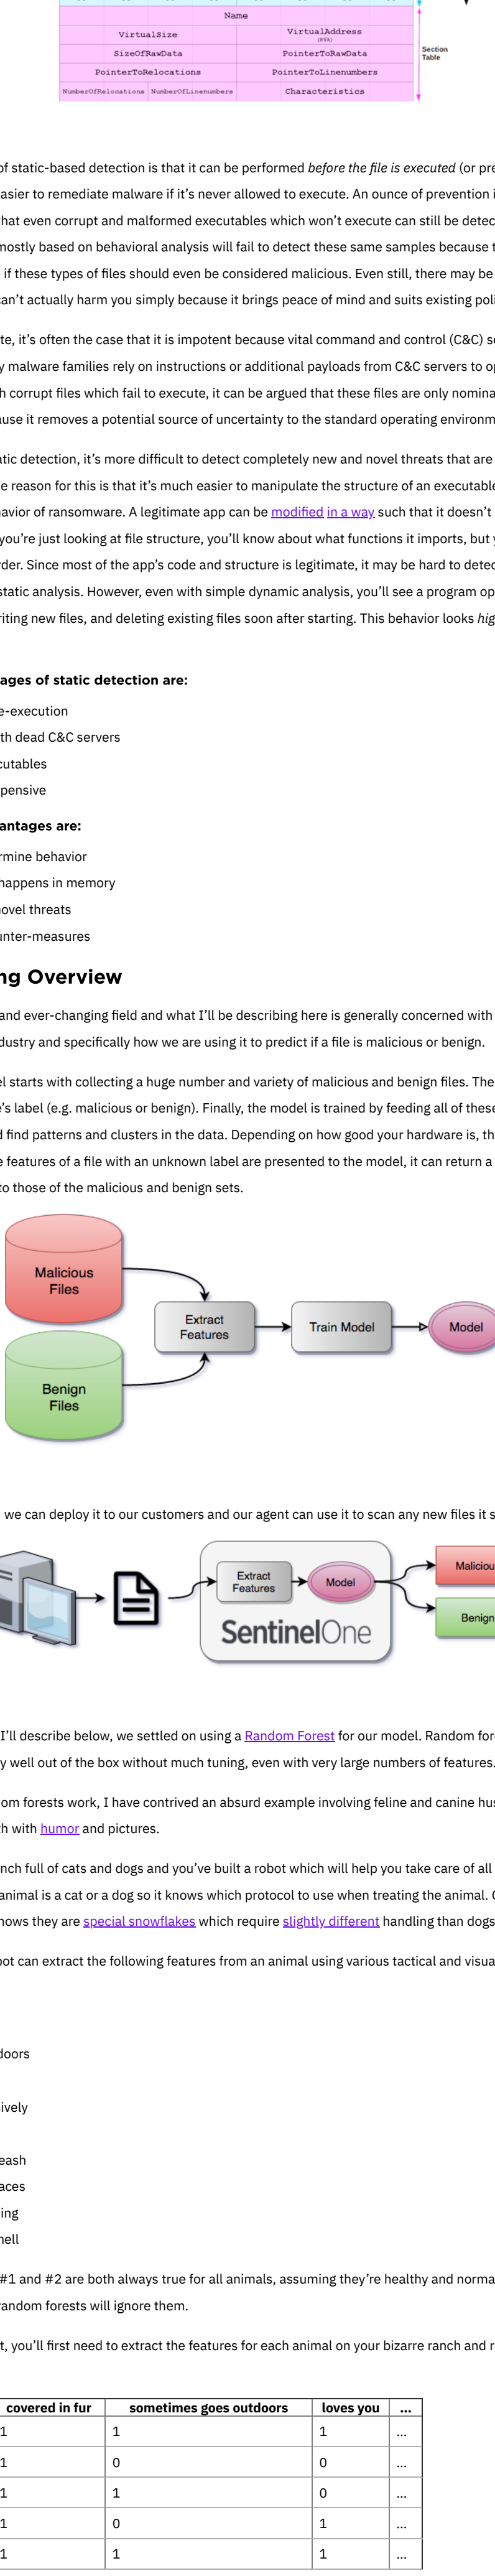 Name
VirtualSize VirtualAddress
(RVA)
SizeOfRawData PointerToRawData
PointerToRelocations PointerToLinenumbers
NumberOfRelocations NumberOfLinenumbers Characteristics
Section
Table
of static-based detection is that it can be performed before the file is executed (or pre
easier to remediate malware if it's never allowed to execute. An ounce of prevention i
hat even corrupt and malformed executables which won't execute can still be detec
mostly based on behavioral analysis will fail to detect these same samples because t
if these types of files should even be considered malicious. Even still, there may be
can't actually harm you simply because it brings peace of mind and suits existing poli
te, it's often the case that it is impotent because vital command and control (C&C) se
y malware families rely on instructions or additional payloads from C&C servers to op
h corrupt files which fail to execute, it can be argued that these files are only nomina
ause it removes a potential source of uncertainty to the standard operating environm
atic detection, it's more difficult to detect completely new and novel threats that are
e reason for this is that it's much easier to manipulate the structure of an executable
havior of ransomware. A legitimate app can be modified in a way such that it doesn't
you're just looking at file structure, you'll know about what functions it imports, but y
rder. Since most of the app's code and structure is legitimate, it may be hard to detec
static analysis. However, even with simple dynamic analysis, you'll see a program op
riting new files, and deleting existing files soon after starting. This behavior looks hig
ages of static detection are:
e-execution
th dead C&C servers
cutables
pensive
antages are:
rmine behavior
happens in memory
novel threats
unter-measures
ng Overview
and ever-changing field and what I'll be describing here is generally concerned with
dustry and specifically how we are using it to predict if a file is malicious or benign.
el starts with collecting a huge number and variety of malicious and benign files. The
e's label (e.g. malicious or benign). Finally, the model is trained by feeding all of these
d find patterns and clusters in the data. Depending on how good your hardware is, th
e features of a file with an unknown label are presented to the model, it can return a
to those of the malicious and benign sets.
Malicious
Files
Extract
Features
Train Model
Model
Benign
Files
we can deploy it to our customers and our agent can use it to scan any new files it s
Extract
Features
Model
Maliciou
Benign
SentinelOne
I'll describe below, we settled on using a Random Forest for our model. Random for
y well out of the box without much tuning, even with very large numbers of features.
om forests work, I have contrived an absurd example involving feline and canine hus
th with humor and pictures.
nch full of cats and dogs and you've built a robot which will help you take care of all
animal is a cat or a dog so it knows which protocol to use when treating the animal. C
nows they are special snowflakes which require slightly different handling than dogs
bot can extract the following features from an animal using various tactical and visua
doors
ively
eash
aces
ing
nell
#1 and #2 are both always true for all animals, assuming they're healthy and norma
random forests will ignore them.
t, you'll first need to extract the features for each animal on your bizarre ranch and r
covered in fur sometimes goes outdoors loves you ...
1 1 1 ...
1 0 0 ...
1 1 0 ...
1 0 1 ...
1 1 1 ...